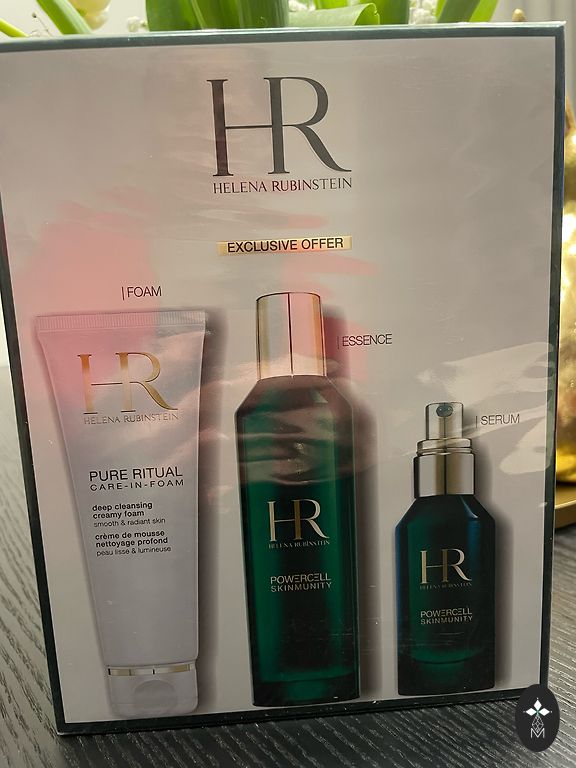 HR
HELENA RUBINSTEIN
EXCLUSIVE OFFER
| FOAM
| ESSENCE
| SERUM
HR
HELENA RUBINSTEIN
PURE RITUAL
CARE-IN-FOAM
deep cleansing
creamy foam
smooth & radiant skin
crème de mousse
nettoyage profond
peau lisse & lumineuse
HR
HELENA RUBINSTEIN
POWERCELL
SKINMUNITY
HR
HELENA RUBINSTEIN
POWERCELL
SKINMUNITY
M